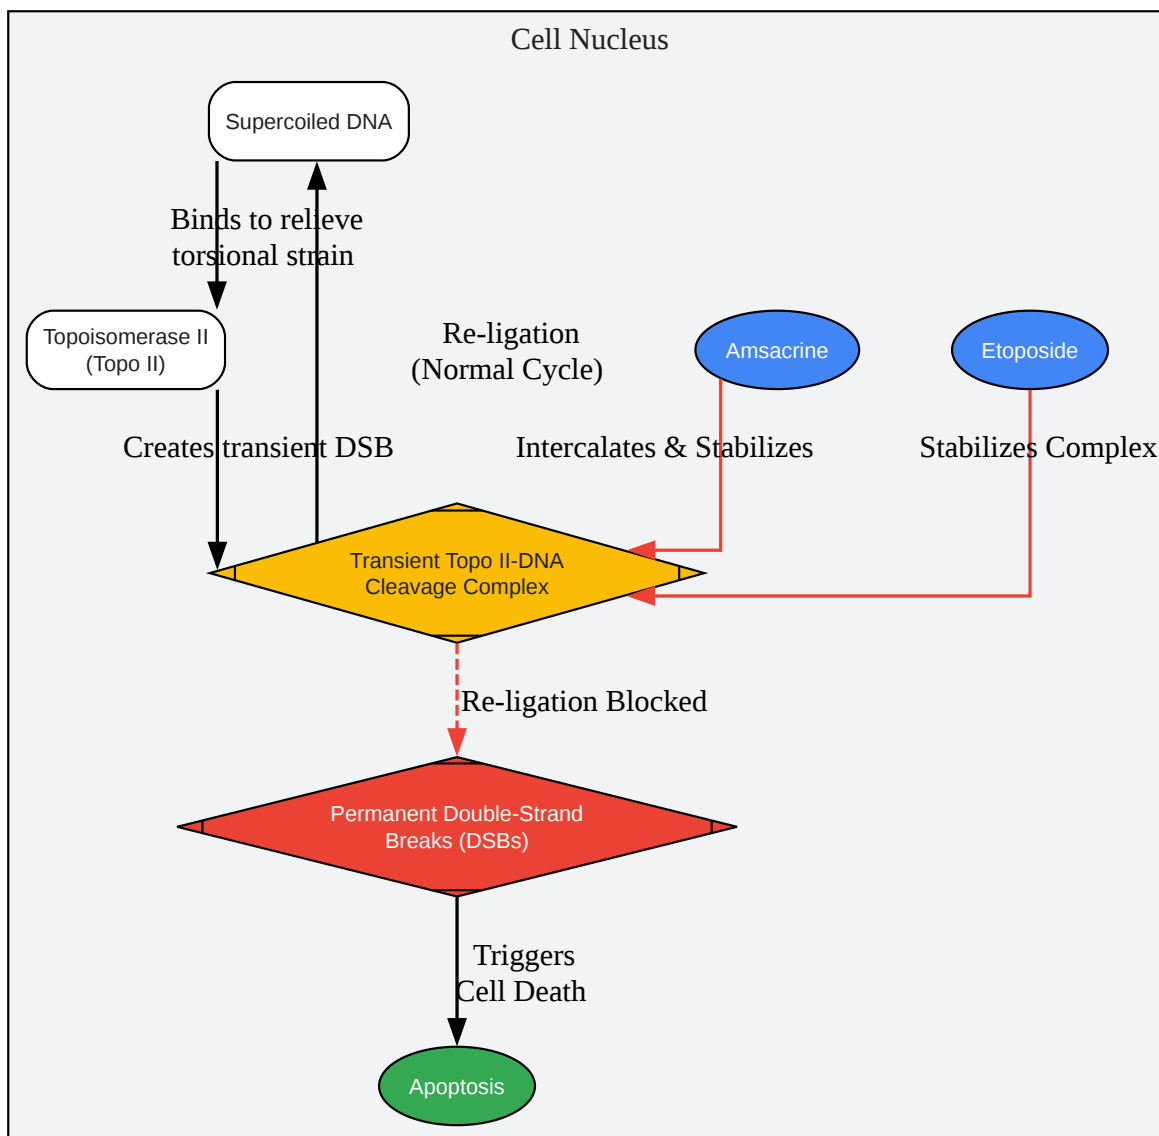 Cell Nucleus
Supercoiled DNA
Binds to relieve
torsional strain
Topoisomerase II
(Topo II)
Re-ligation
(Normal Cycle)
Amsacrine
Etoposide
Creates transient DSB
Intercalates & Stabilizes
Stabilizes Complex
Transient Topo II-DNA
Cleavage Complex
Re-ligation Blocked
Permanent Double-Strand
Breaks (DSBs)
Triggers
Cell Death
Apoptosis